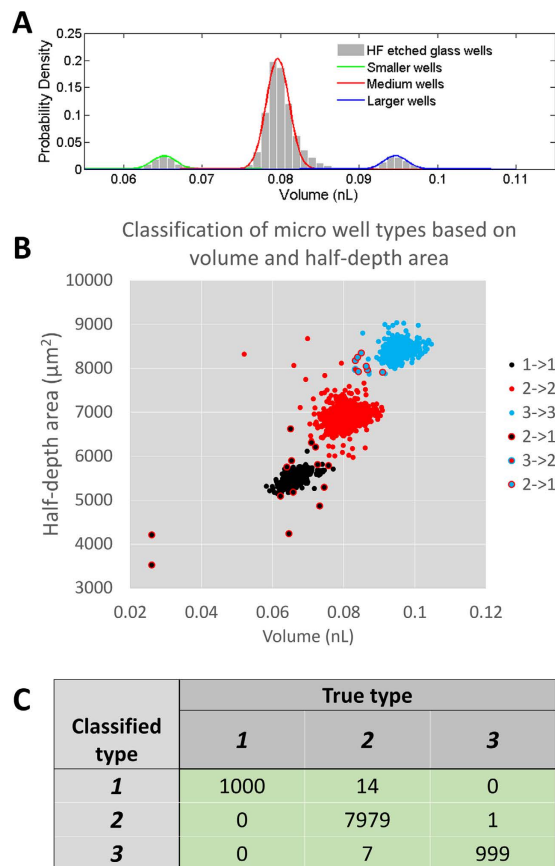 A
Probability Density
0.25
0.2
0.15
0.1
0.05
0
HF etched glass wells
Smaller wells
Medium wells
Larger wells
0.06 0.07 0.08 0.09 0.1 0.11
Volume (nL)
B
Classification of micro well types based on
volume and half-depth area
Half-depth area (µm²)
10000
9000
8000
7000
6000
5000
4000
3000
1->1
2->2
3->3
2->1
3->2
2->1
0.02 0.04 0.06 0.08 0.1 0.12
Volume (nL)
C
Classified type
True type
1 2 3
1 1000 14 0
2 0 7979 1
3 0 7 999